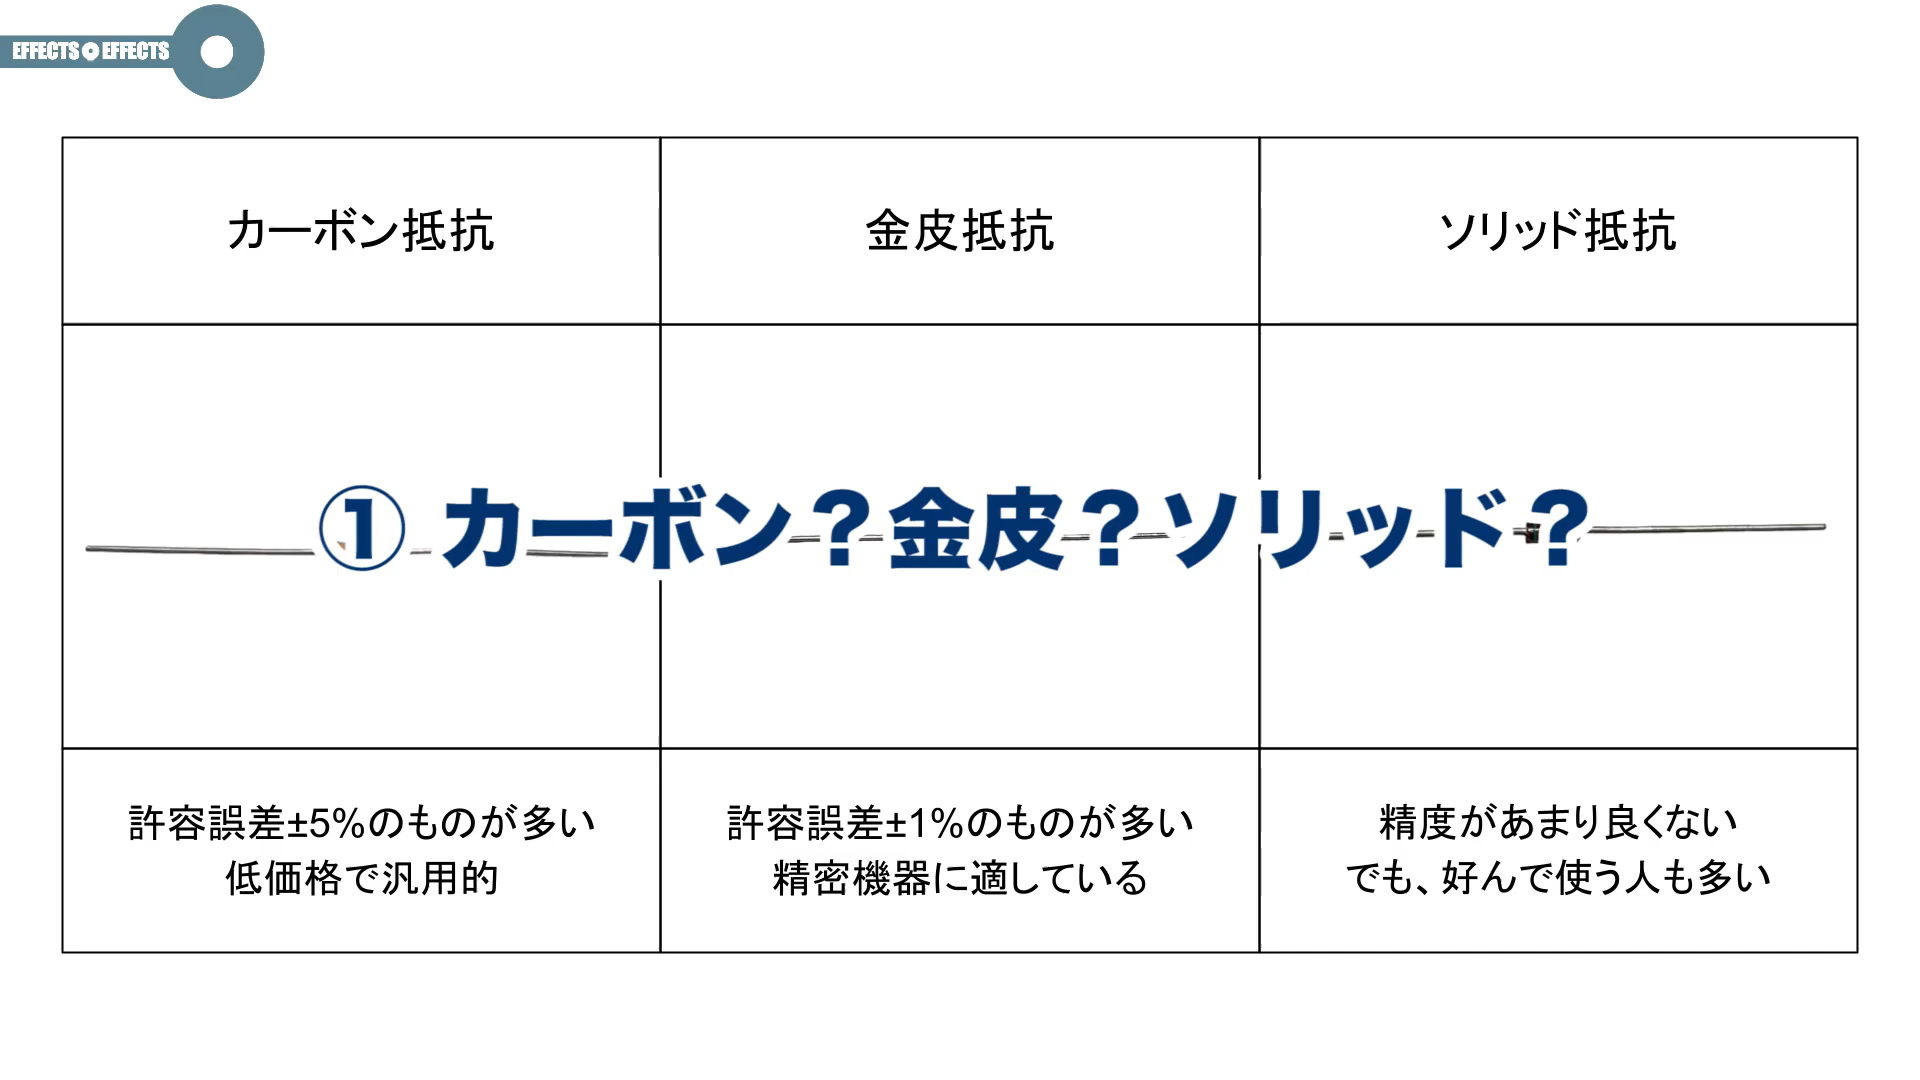 EFFECTS EFFECTS
カーボン抵抗
金皮抵抗
ソリッド抵抗
① カーボン？金皮？ソリッド？
許容誤差±5%のものが多い
低価格で汎用的
許容誤差±1%のものが多い
精密機器に適している
精度があまり良くない
でも、好んで使う人も多い